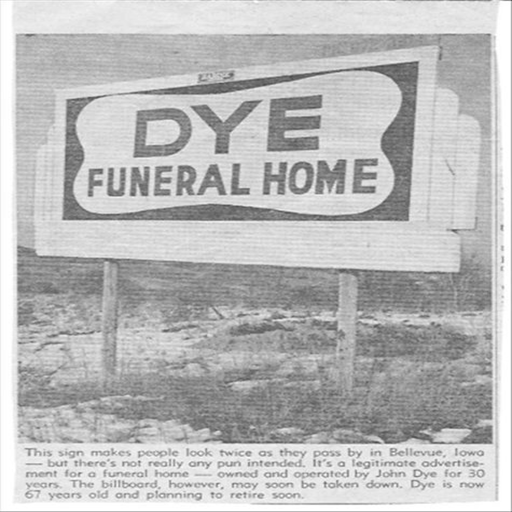 DYE
FUNERAL HOME
This sign makes people look twice as they pass by in Bellevue, Iowa
— but there's not really any pun intended. It's a legitimate advertise-
ment for a funeral home — owned and operated by John Dye for 30
years. The billboard, however, may soon be taken down. Dye is now
67 years old and planning to retire soon.